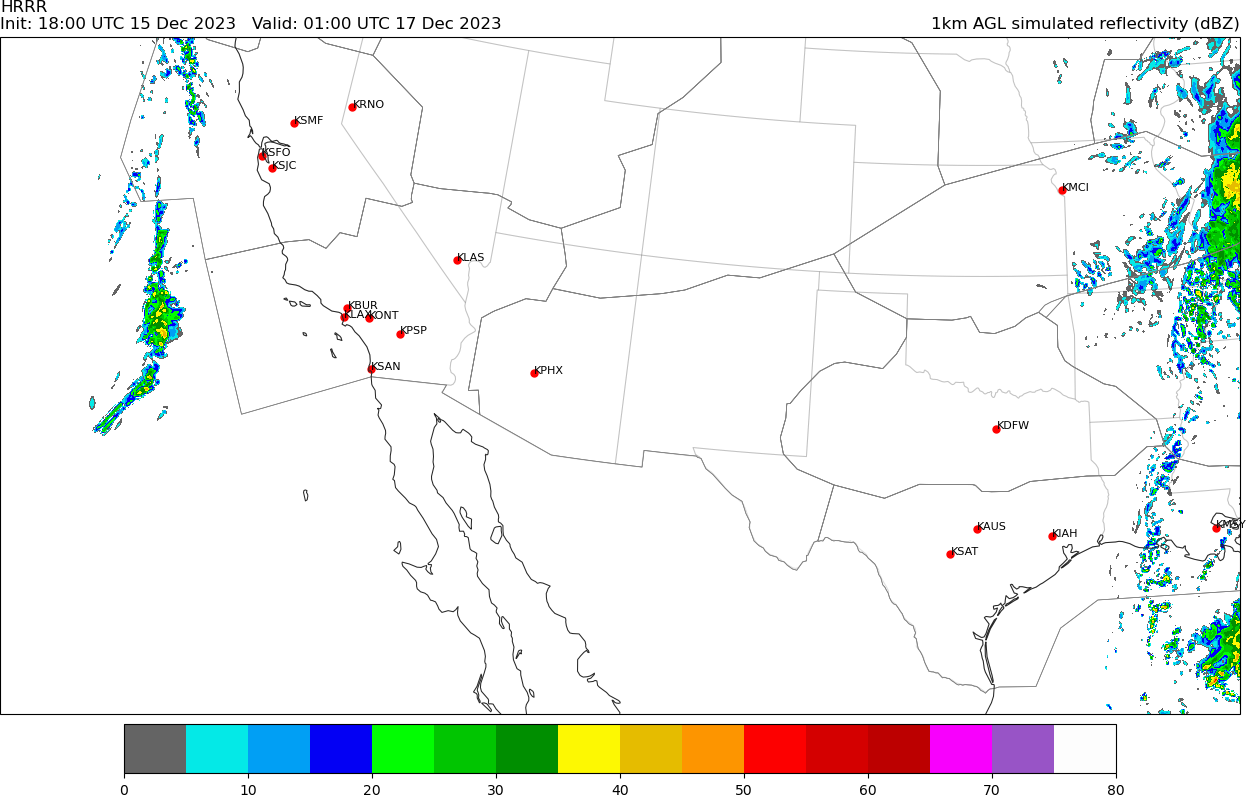 HRRR
Init: 18:00 UTC 15 Dec 2023   Valid: 01:00 UTC 17 Dec 2023
1km AGL simulated reflectivity (dBZ)
KRNO
KSMF
KSFO
KSJC
KMCI
KLAS
KBUR
KLAX
KONT
KPSP
KSAN
KPHX
KDFW
KMSY
KAUS
KIAH
KSAT
0 10 20 30 40 50 60 70 80